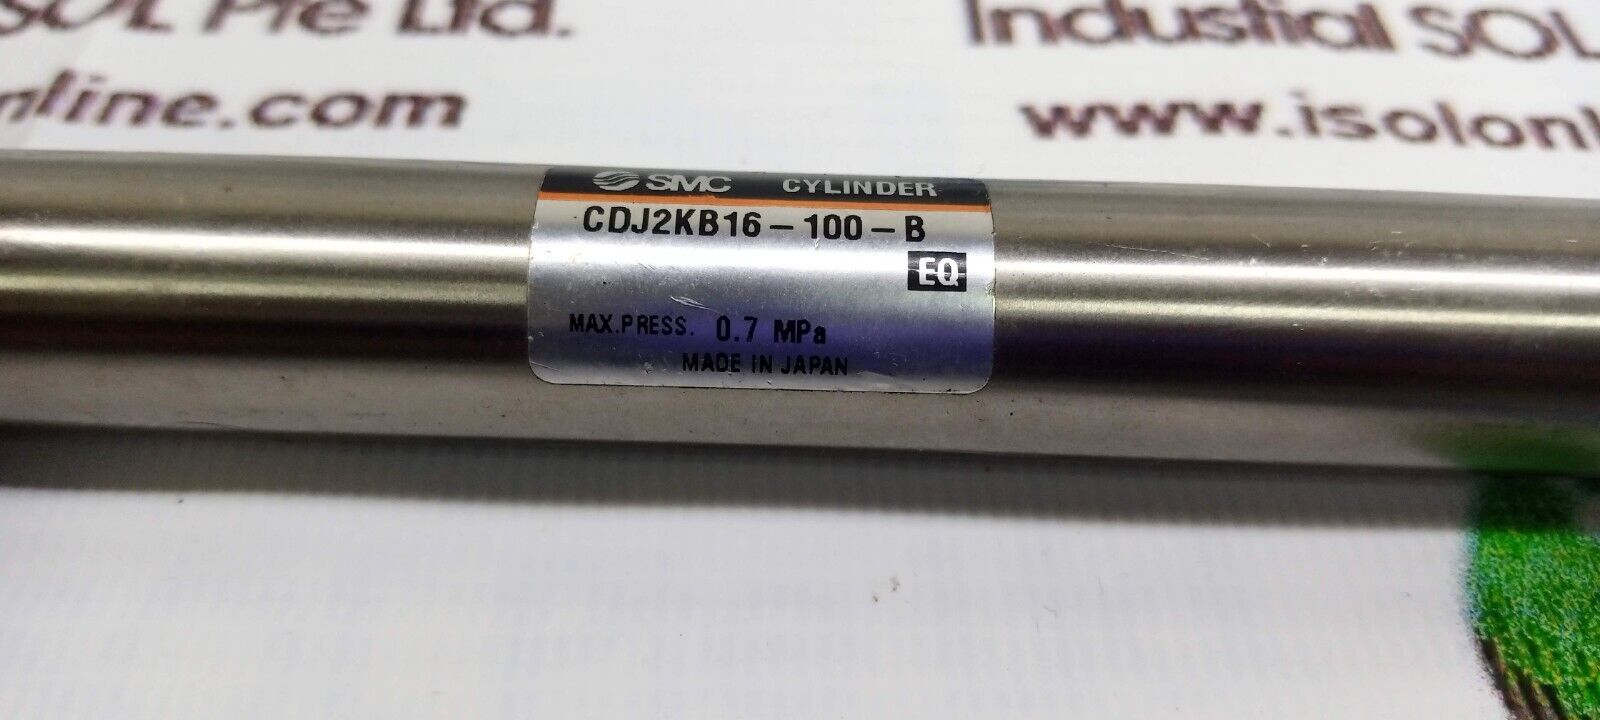 SOL Pte Ltd. Industial SOL
nline.com www.isolonl
SMC CYLINDER
CDJ2KB16-100-B
EQ
MAX.PRESS. 0.7 MPa
MADE IN JAPAN